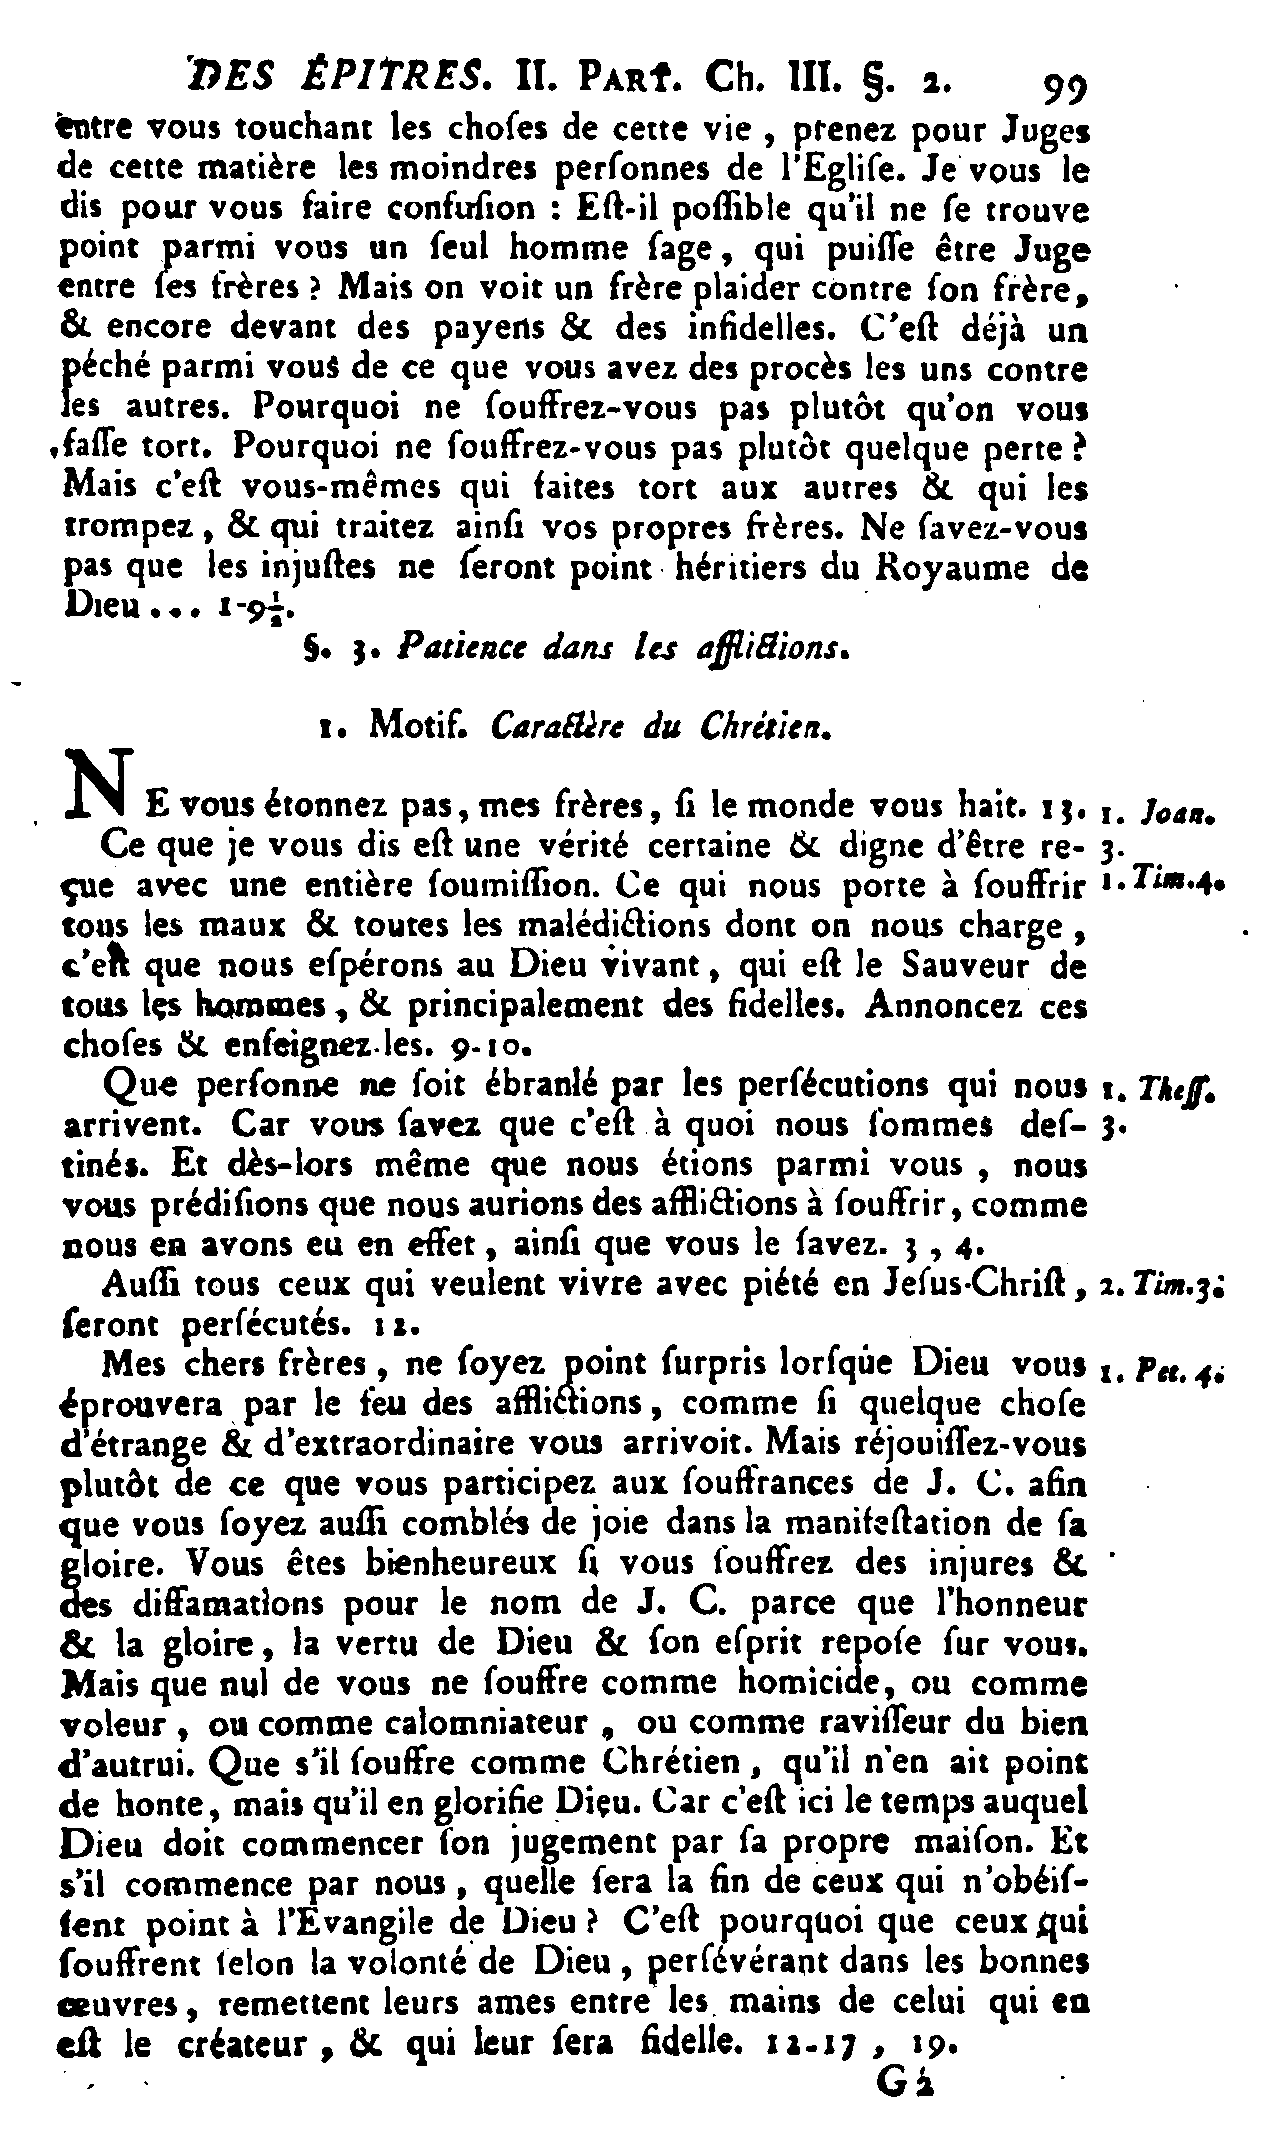 DES ÉPITRES. II. PART. Ch. III. §. 2. 99
entre vous touchant les choſes de cette vie, prenez pour Juges
de cette matière les moindres perſonnes de l'Egliſe. Je vous le
dis pour vous faire confuſion : Eſt-il poſſible qu'il ne ſe trouve
point parmi vous un ſeul homme ſage, qui puiſſe être Juge
entre ſes frères ? Mais on voit un frère plaider contre ſon frère,
& encore devant des payens & des infidelles. C'eſt déjà un
péché parmi vous de ce que vous avez des procès les uns contre
les autres. Pourquoi ne ſouffrez-vous pas plutôt qu'on vous
faſſe tort. Pourquoi ne ſouffrez-vous pas plutôt quelque perte ?
Mais c'eſt vous-mêmes qui faites tort aux autres & qui les
trompez, & qui traitez ainſi vos propres frères. Ne ſavez-vous
pas que les injuſtes ne ſeront point héritiers du Royaume de
Dieu... 1-9½.
§. 3. Patience dans les afflictions.
1. Motif. Caractère du Chrétien.
NE vous étonnez pas, mes frères, ſi le monde vous hait. 13. 1. Joan.
Ce que je vous dis eſt une vérité certaine & digne d'être re- 3.
çue avec une entière ſoumiſſion. Ce qui nous porte à ſouffrir 1. Tim. 4.
tous les maux & toutes les malédictions dont on nous charge,
c'eſt que nous eſpérons au Dieu vivant, qui eſt le Sauveur de
tous les hommes, & principalement des fidelles. Annoncez ces
choſes & enſeignez-les. 9-10.
Que perſonne ne ſoit ébranlé par les perſécutions qui nous 1. Theſſ.
arrivent. Car vous ſavez que c'eſt à quoi nous ſommes deſ- 3.
tinés. Et dès-lors même que nous étions parmi vous, nous
vous prédiſions que nous aurions des afflictions à ſouffrir, comme
nous en avons eu en effet, ainſi que vous le ſavez. 3, 4.
Auſſi tous ceux qui veulent vivre avec piété en Jeſus-Chriſt, 2. Tim. 3.
ſeront perſécutés. 12.
Mes chers frères, ne ſoyez point ſurpris lorſque Dieu vous 1. Pet. 4.
éprouvera par le feu des afflictions, comme ſi quelque choſe
d'étrange & d'extraordinaire vous arrivoit. Mais réjouiſſez-vous
plutôt de ce que vous participez aux ſouffrances de J. C. afin
que vous ſoyez auſſi comblés de joie dans la manifeſtation de ſa
gloire. Vous êtes bienheureux ſi vous ſouffrez des injures &
des diffamations pour le nom de J. C. parce que l'honneur
& la gloire, la vertu de Dieu & ſon eſprit repoſe ſur vous.
Mais que nul de vous ne ſouffre comme homicide, ou comme
voleur, ou comme calomniateur, ou comme raviſſeur du bien
d'autrui. Que s'il ſouffre comme Chrétien, qu'il n'en ait point
de honte, mais qu'il en glorifie Dieu. Car c'eſt ici le temps auquel
Dieu doit commencer ſon jugement par ſa propre maiſon. Et
s'il commence par nous, quelle ſera la fin de ceux qui n'obéiſ-
ſent point à l'Evangile de Dieu ? C'eſt pourquoi que ceux qui
ſouffrent ſelon la volonté de Dieu, perſévérant dans les bonnes
œuvres, remettent leurs ames entre les mains de celui qui en
eſt le créateur, & qui leur ſera fidelle. 12-17, 19.
G 2